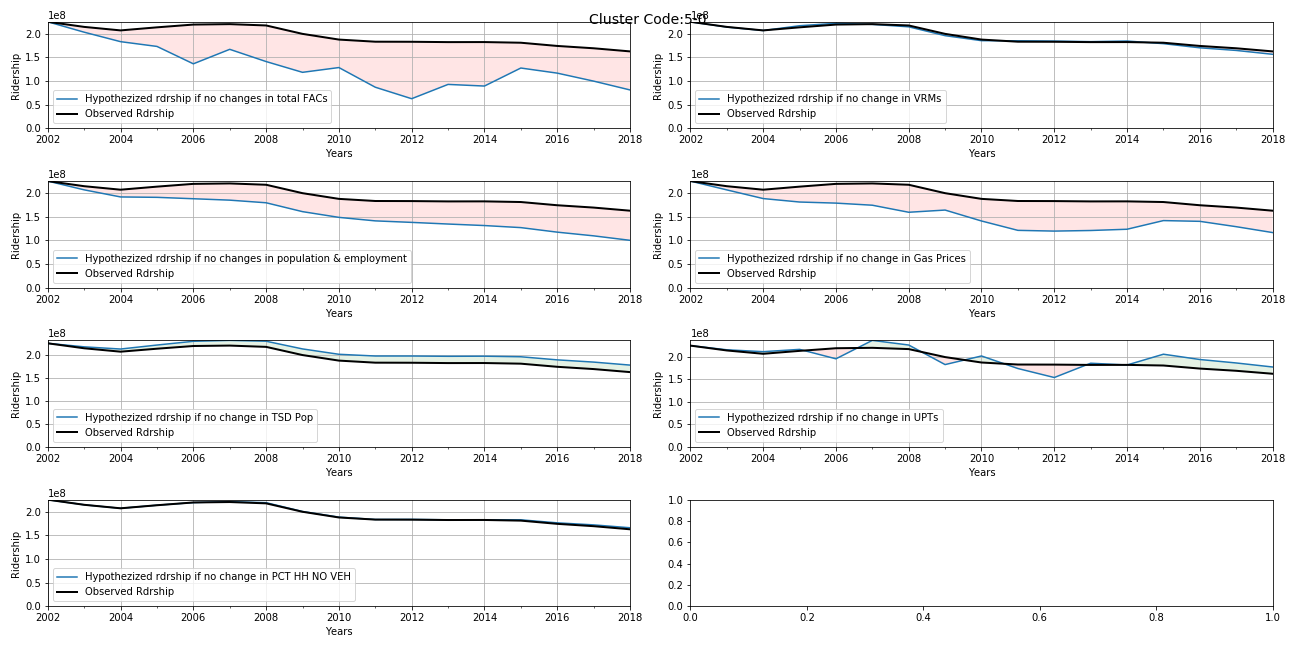 Cluster Code:5-0
1e8
2.0
1.5
1.0
0.5
0.0
Ridership
Hypothezized rdrship if no changes in total FACs
Observed Rdrship
2002 2004 2006 2008 2010 2012 2014 2016 2018
Years
1e8
2.0
1.5
1.0
0.5
0.0
Ridership
Hypothezized rdrship if no change in VRMs
Observed Rdrship
2002 2004 2006 2008 2010 2012 2014 2016 2018
Years
1e8
2.0
1.5
1.0
0.5
0.0
Ridership
Hypothezized rdrship if no changes in population & employment
Observed Rdrship
2002 2004 2006 2008 2010 2012 2014 2016 2018
Years
1e8
2.0
1.5
1.0
0.5
0.0
Ridership
Hypothezized rdrship if no change in Gas Prices
Observed Rdrship
2002 2004 2006 2008 2010 2012 2014 2016 2018
Years
1e8
2.0
1.5
1.0
0.5
0.0
Ridership
Hypothezized rdrship if no change in TSD Pop
Observed Rdrship
2002 2004 2006 2008 2010 2012 2014 2016 2018
Years
1e8
2.0
1.5
1.0
0.5
0.0
Ridership
Hypothezized rdrship if no change in UPTs
Observed Rdrship
2002 2004 2006 2008 2010 2012 2014 2016 2018
Years
1e8
2.0
1.5
1.0
0.5
0.0
Ridership
Hypothezized rdrship if no change in PCT HH NO VEH
Observed Rdrship
2002 2004 2006 2008 2010 2012 2014 2016 2018
Years
1.0
0.8
0.6
0.4
0.2
0.0
0.0 0.2 0.4 0.6 0.8 1.0